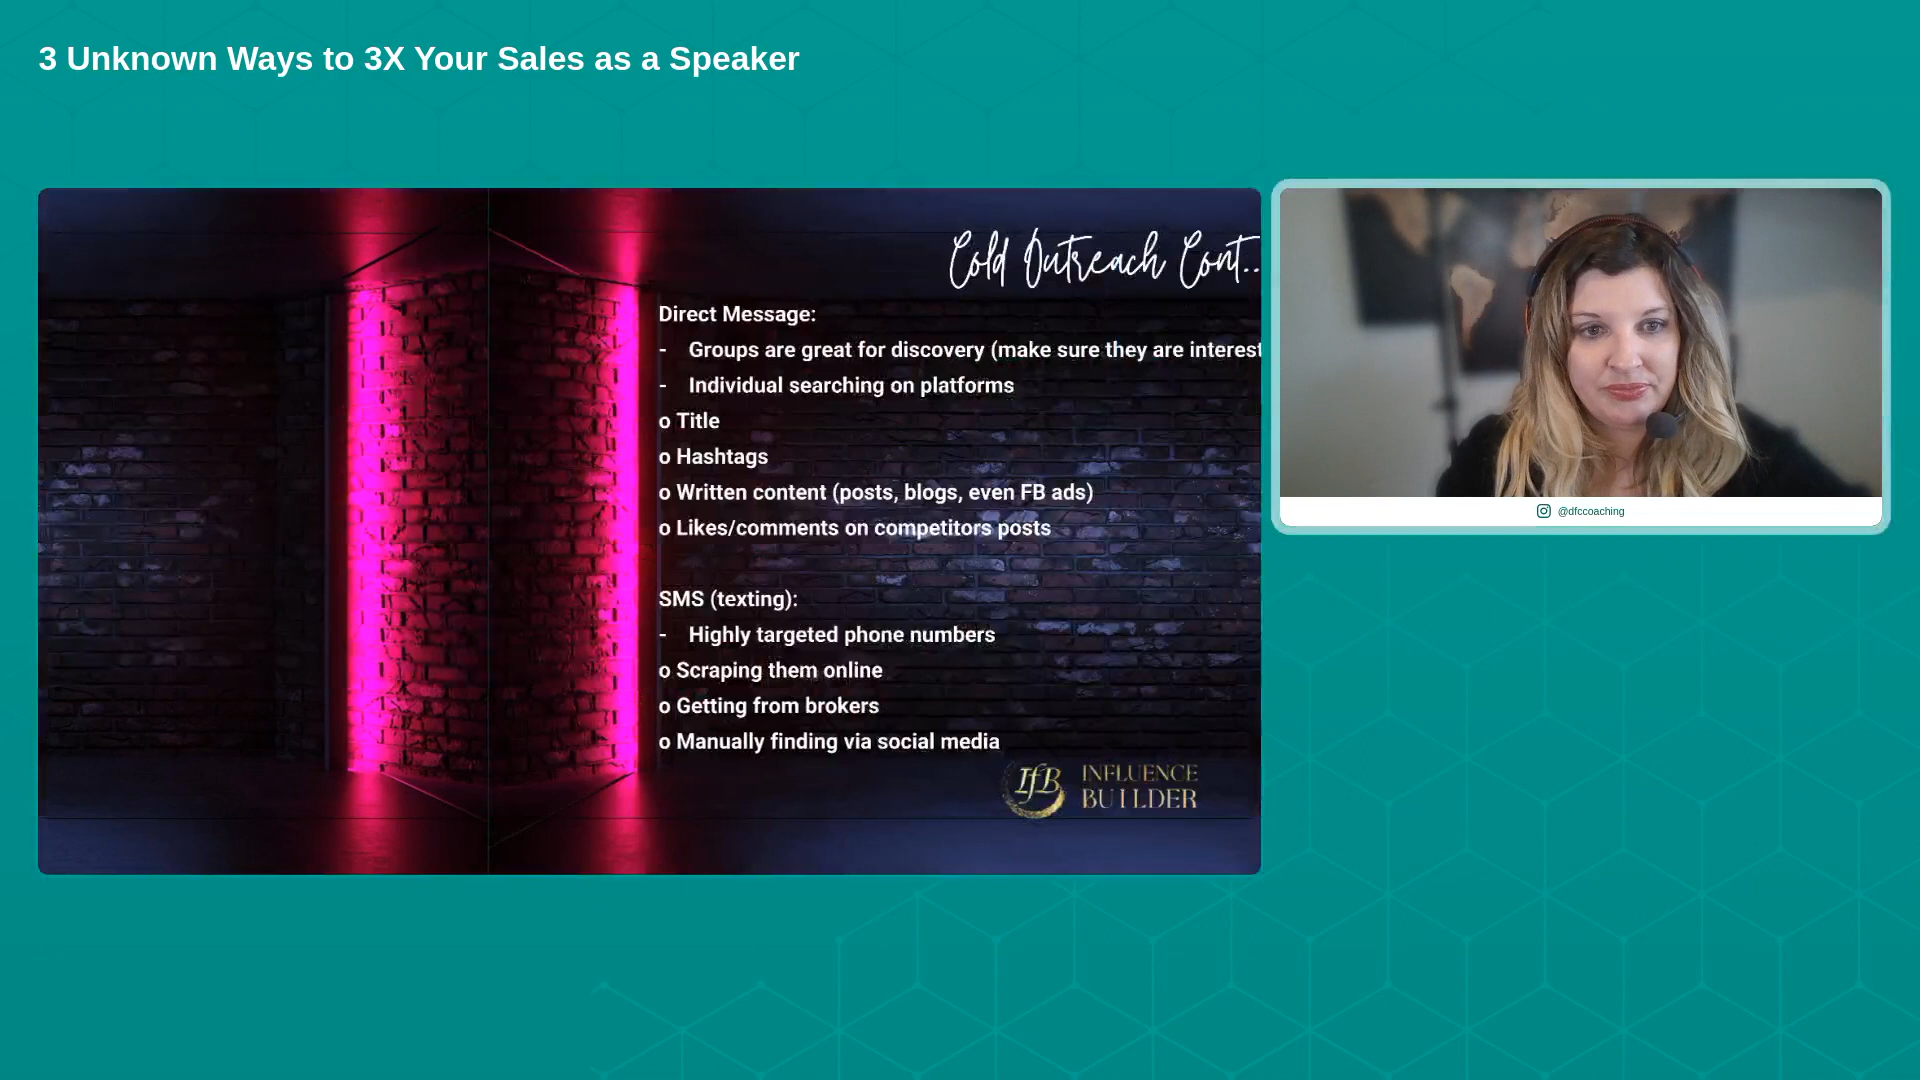 3 Unknown Ways to 3X Your Sales as a Speaker
Cold Outreach Cont..
Direct Message:
- Groups are great for discovery (make sure they are interest
- Individual searching on platforms
o Title
o Hashtags
o Written content (posts, blogs, even FB ads)
o Likes/comments on competitors posts
SMS (texting):
- Highly targeted phone numbers
o Scraping them online
o Getting from brokers
o Manually finding via social media
IfB
INFLUENCE
BUILDER
@dfccoaching